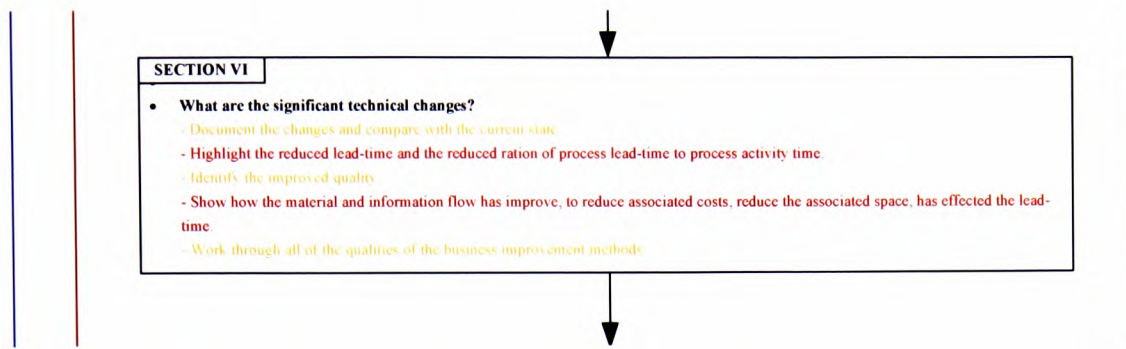 SECTION VI
• What are the significant technical changes?
- Document the changes and compare with the current state
- Highlight the reduced lead-time and the reduced ration of process lead-time to process activity time.
- Identify the improved quality
- Show how the material and information flow has improve, to reduce associated costs, reduce the associated space, has effected the lead-
time.
- Work through all of the qualities of the business improvement methods